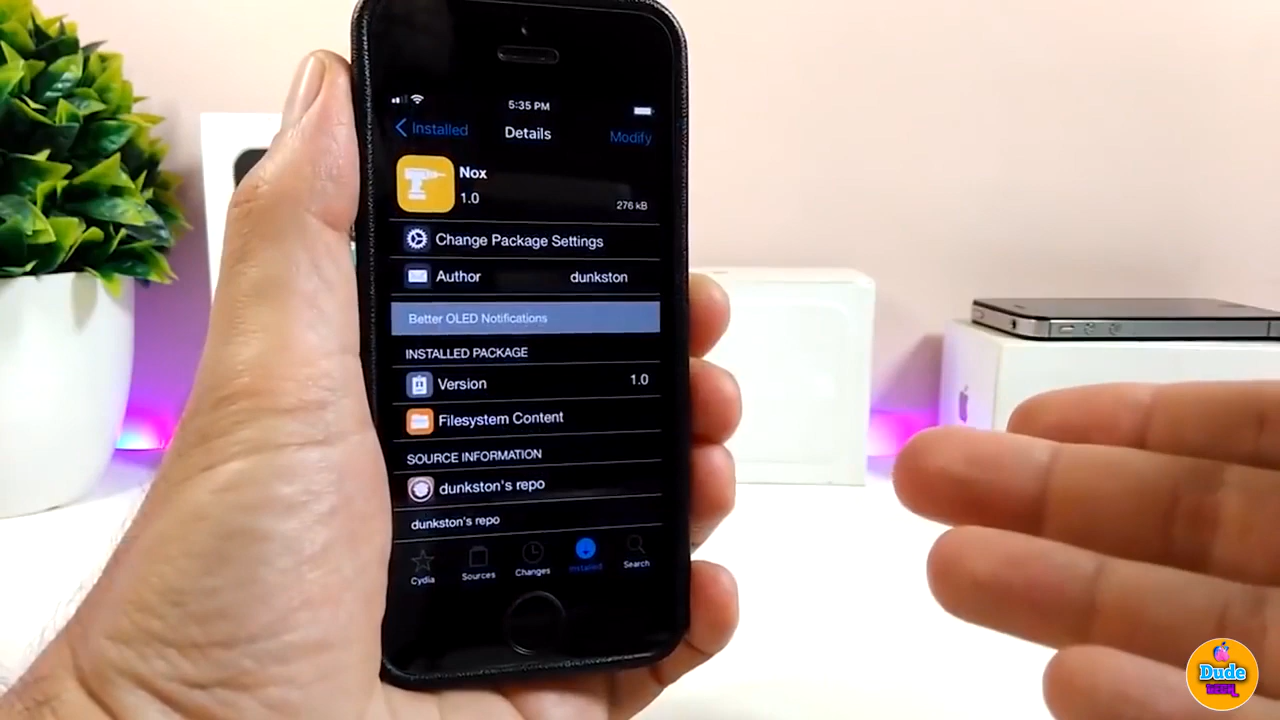 5:35 PM
Installed
Details
Modify
Nox
1.0
276 kB
Change Package Settings
Author
dunkston
Better OLED Notifications
INSTALLED PACKAGE
Version
1.0
Filesystem Content
SOURCE INFORMATION
dunkston's repo
dunkston's repo
Cydia
Sources
Changes
Installed
Search
Dude